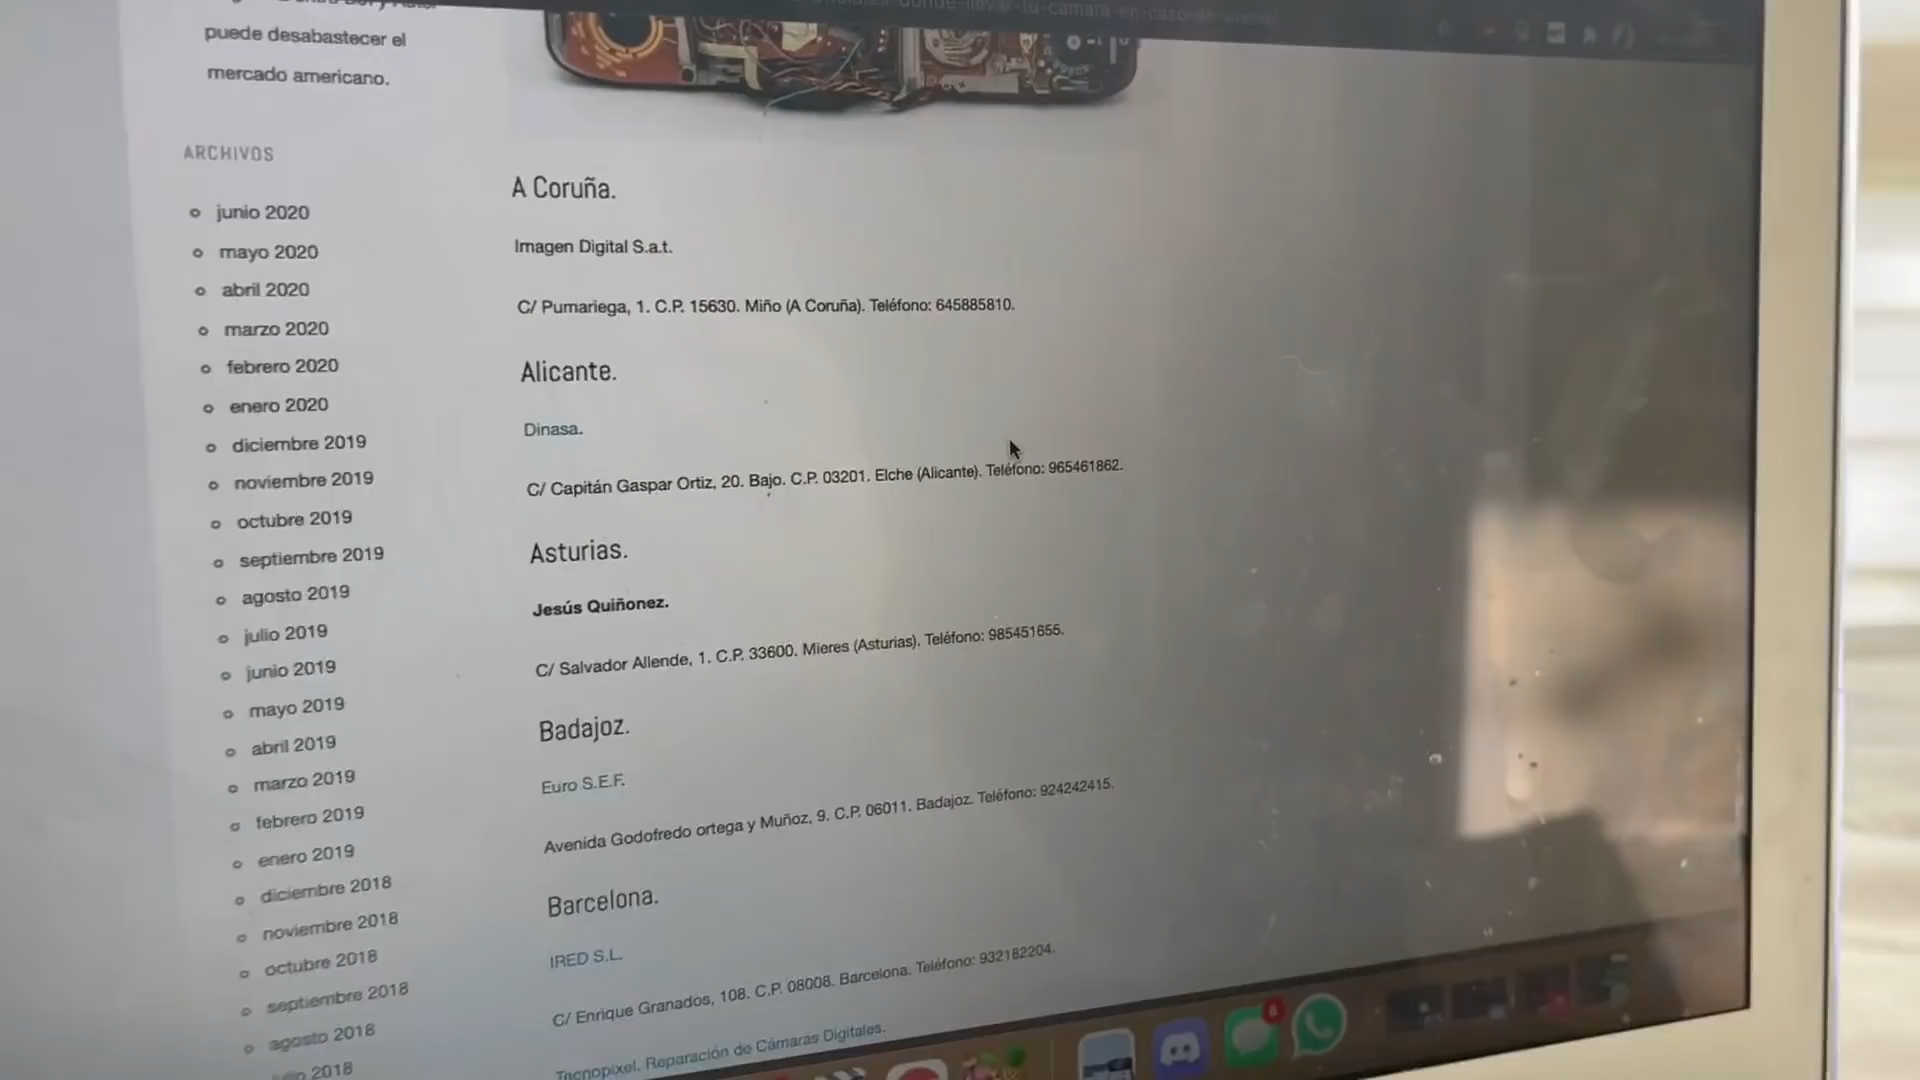 puede desabastecer el
mercado americano.
ARCHIVOS
junio 2020
mayo 2020
abril 2020
marzo 2020
febrero 2020
enero 2020
diciembre 2019
noviembre 2019
octubre 2019
septiembre 2019
agosto 2019
julio 2019
junio 2019
mayo 2019
abril 2019
marzo 2019
febrero 2019
enero 2019
diciembre 2018
noviembre 2018
octubre 2018
septiembre 2018
agosto 2018
2018
A Coruña.
Imagen Digital S.a.t.
C/ Pumariega, 1. C.P. 15630. Miño (A Coruña). Teléfono: 645885810.
Alicante.
Dinasa.
C/ Capitán Gaspar Ortiz, 20. Bajo. C.P. 03201. Elche (Alicante). Teléfono: 965461862.
Asturias.
Jesús Quiñonez.
C/ Salvador Allende, 1. C.P. 33600. Mieres (Asturias). Teléfono: 985451655.
Badajoz.
Euro S.E.F.
Avenida Godofredo ortega y Muñoz, 9. C.P. 06011. Badajoz. Teléfono: 924242415.
Barcelona.
IRED S.L.
C/ Enrique Granados, 108. C.P. 08008. Barcelona. Teléfono: 932182204.
Tecnopixel. Reparación de Cámaras Digitales.